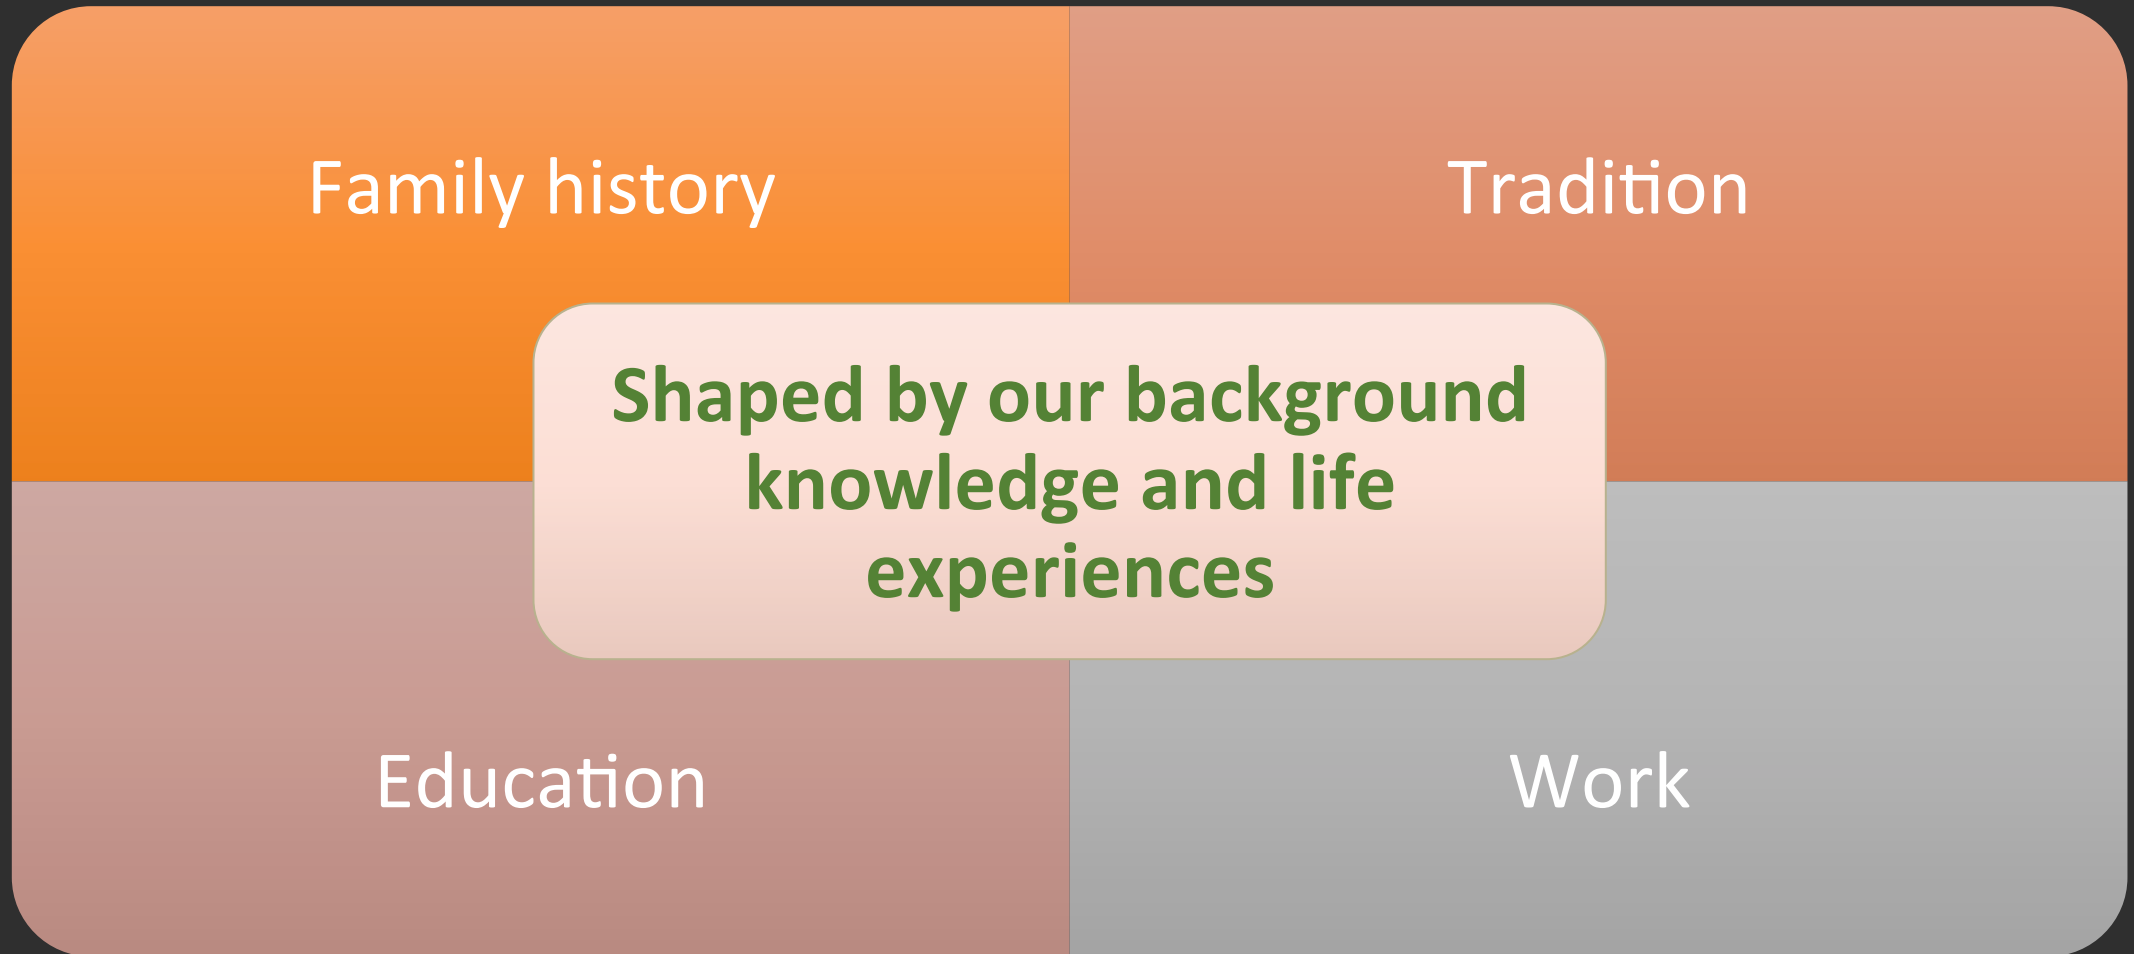 Family history
Tradition
Shaped by our background
knowledge and life
experiences
Education
Work